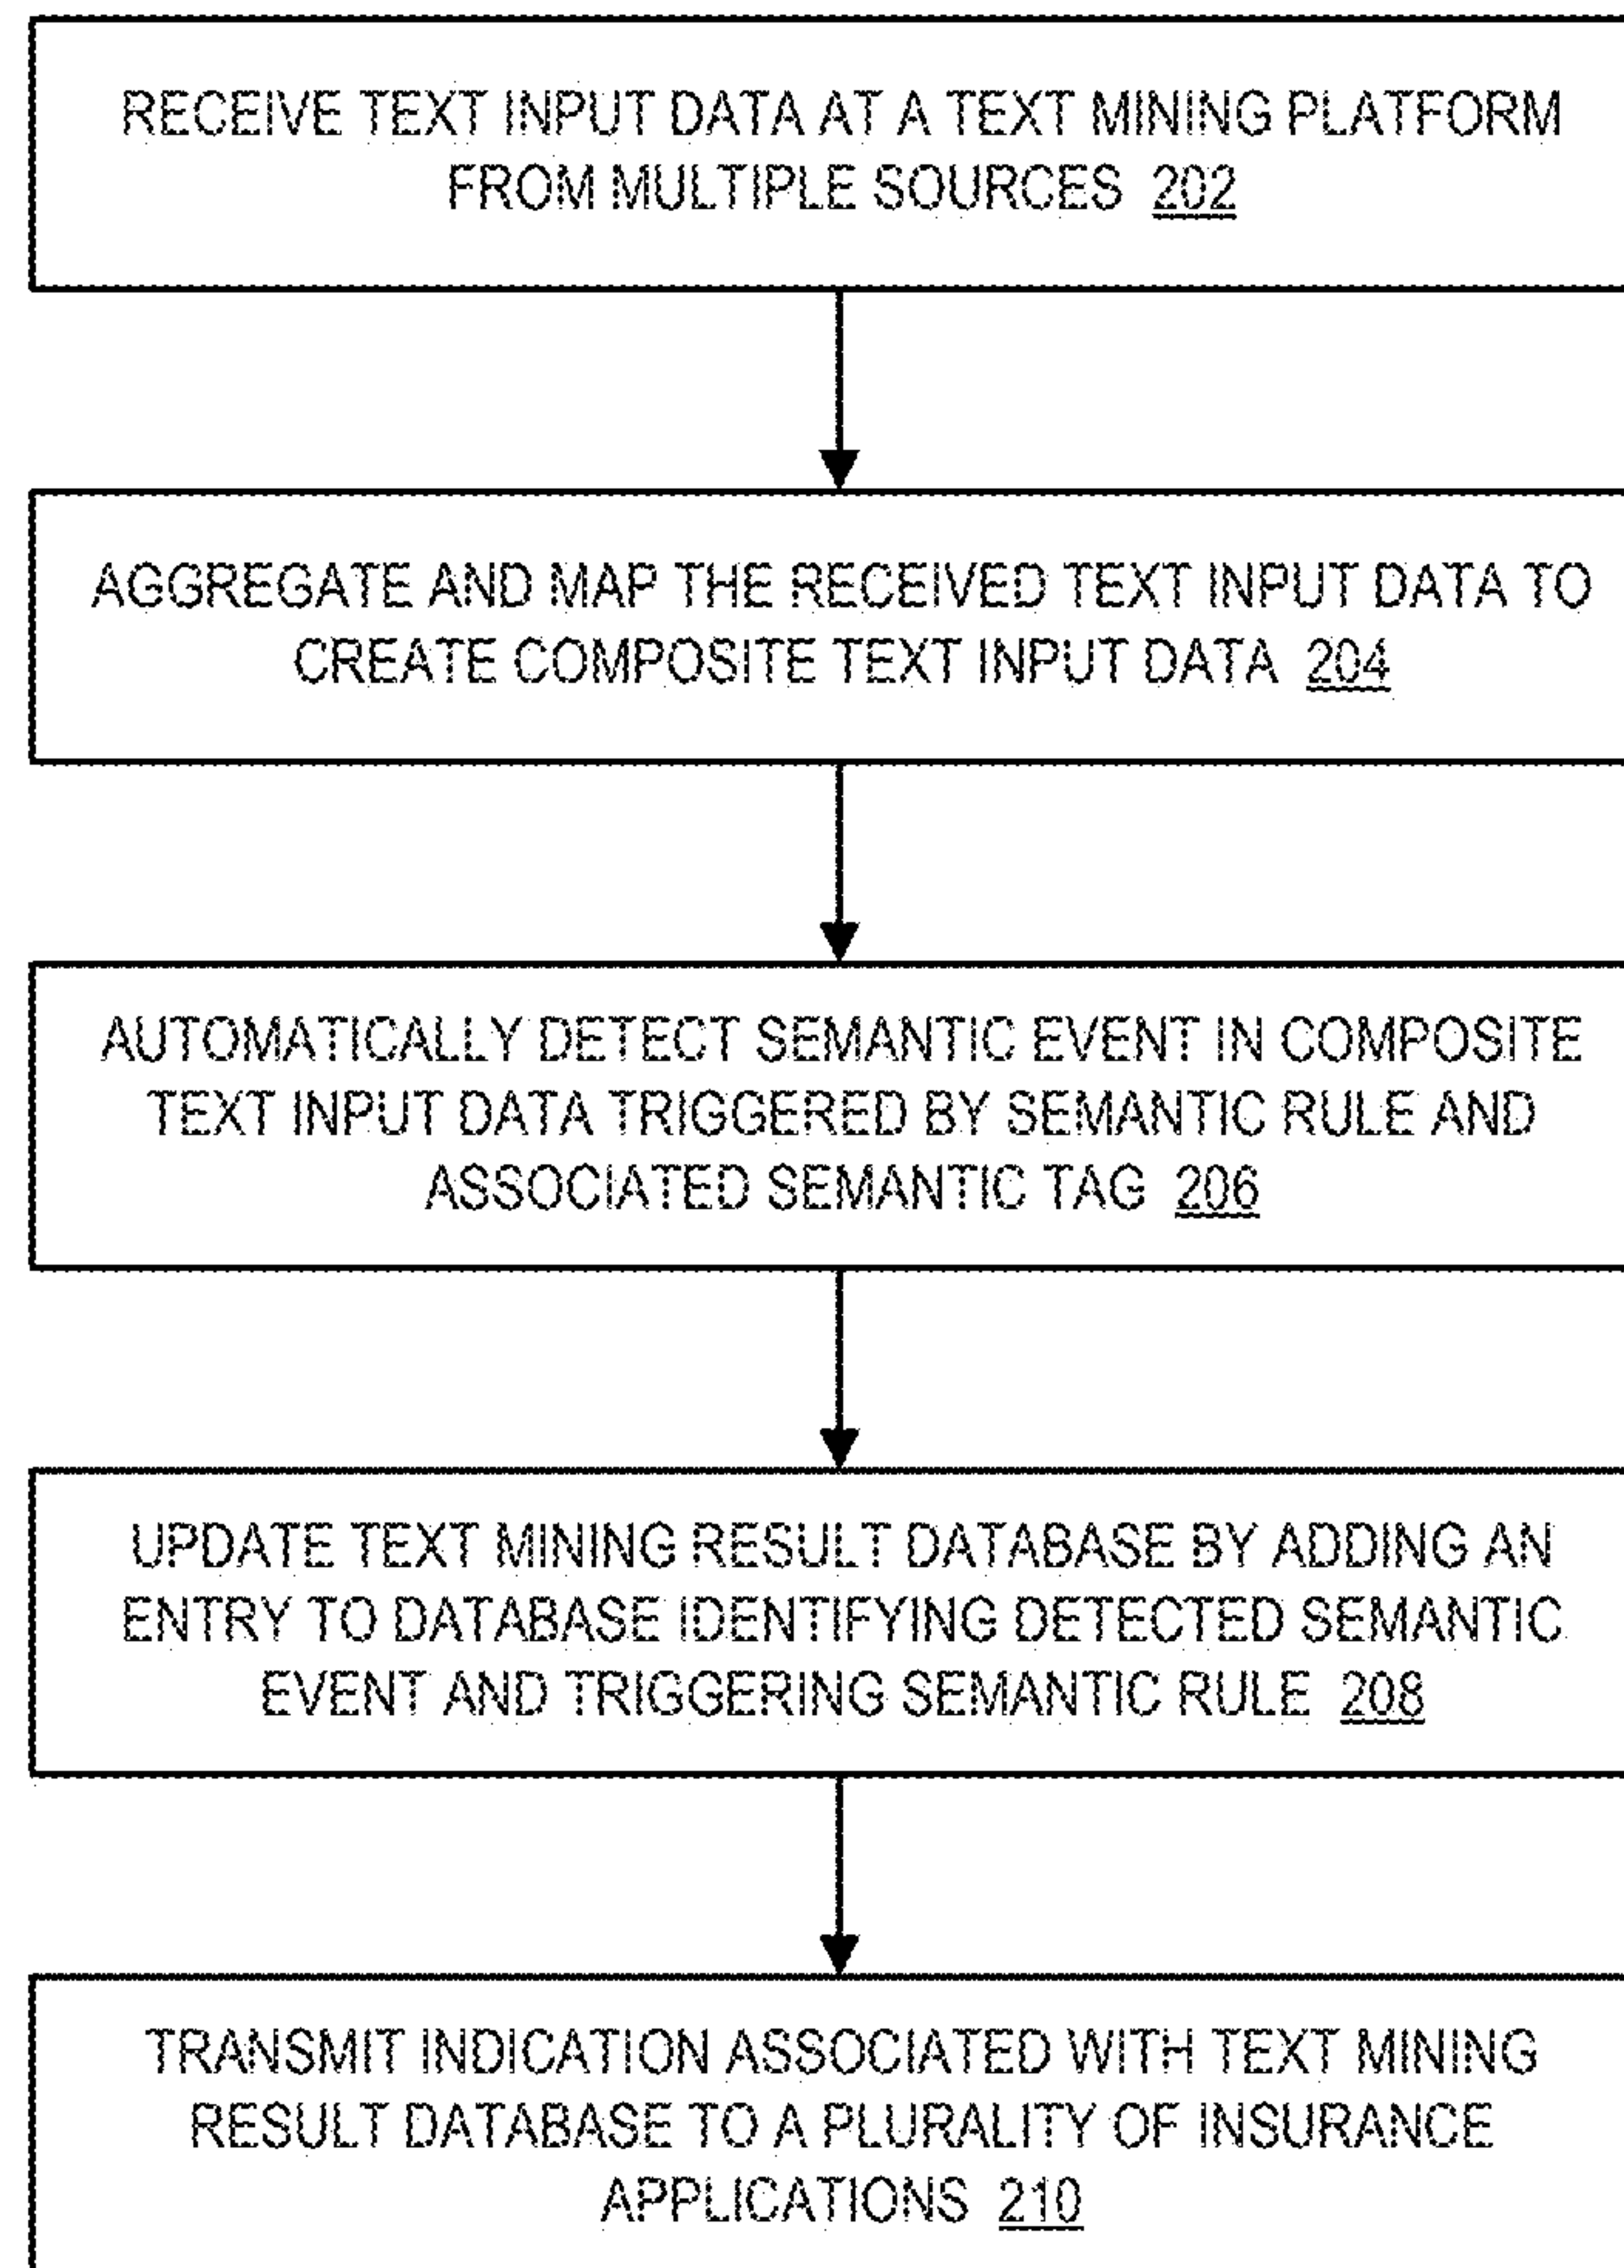 RECEIVE TEXT INPUT DATA AT A TEXT MINING PLATFORM
FROM MULTIPLE SOURCES 202
AGGREGATE AND MAP THE RECEIVED TEXT INPUT DATA TO
CREATE COMPOSITE TEXT INPUT DATA 204
AUTOMATICALLY DETECT SEMANTIC EVENT IN COMPOSITE
TEXT INPUT DATA TRIGGERED BY SEMANTIC RULE AND
ASSOCIATED SEMANTIC TAG 206
UPDATE TEXT MINING RESULT DATABASE BY ADDING AN
ENTRY TO DATABASE IDENTIFYING DETECTED SEMANTIC
EVENT AND TRIGGERING SEMANTIC RULE 208
TRANSMIT INDICATION ASSOCIATED WITH TEXT MINING
RESULT DATABASE TO A PLURALITY OF INSURANCE
APPLICATIONS 210